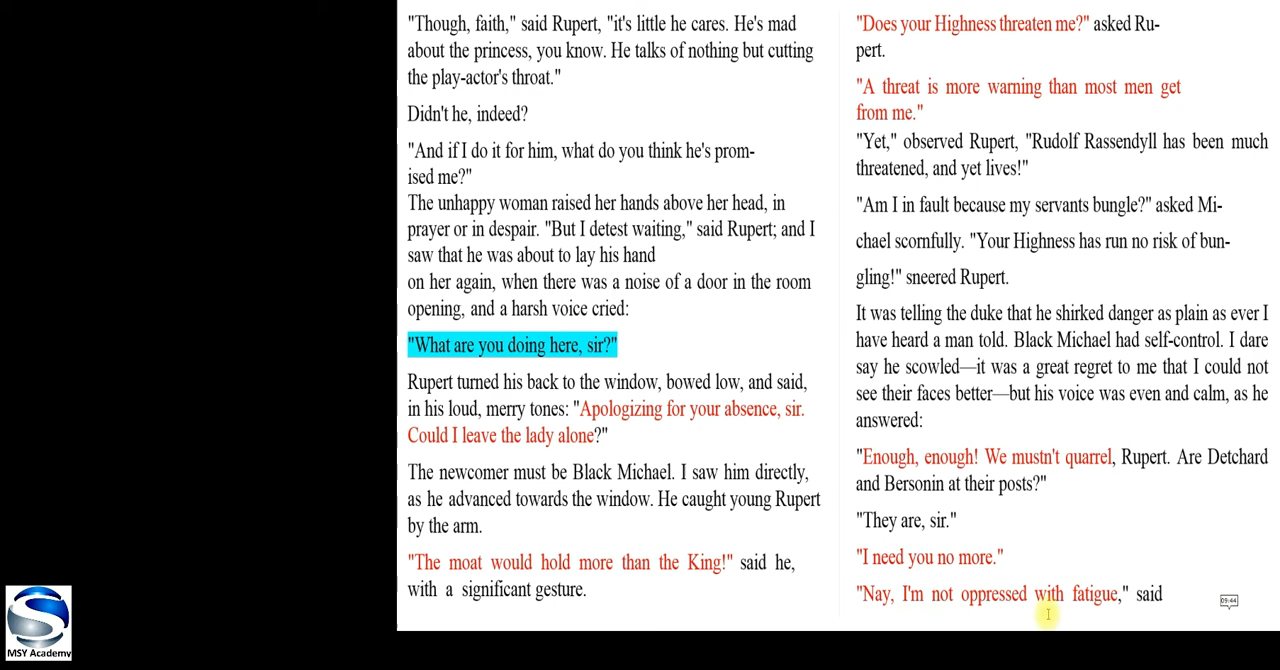 "Though, faith," said Rupert, "it's little he cares. He's mad
about the princess, you know. He talks of nothing but cutting
the play-actor's throat."
Didn't he, indeed?
"And if I do it for him, what do you think he's prom-
ised me?"
The unhappy woman raised her hands above her head, in
prayer or in despair. "But I detest waiting," said Rupert; and I
saw that he was about to lay his hand
on her again, when there was a noise of a door in the room
opening, and a harsh voice cried:
"What are you doing here, sir?"
Rupert turned his back to the window, bowed low, and said,
in his loud, merry tones: "Apologizing for your absence, sir.
Could I leave the lady alone?"
The newcomer must be Black Michael. I saw him directly,
as he advanced towards the window. He caught young Rupert
by the arm.
"The moat would hold more than the King!" said he,
with a significant gesture.
"Does your Highness threaten me?" asked Ru-
pert.
"A threat is more warning than most men get
from me."
"Yet," observed Rupert, "Rudolf Rassendyll has been much
threatened, and yet lives!"
"Am I in fault because my servants bungle?" asked Mi-
chael scornfully. "Your Highness has run no risk of bun-
gling!" sneered Rupert.
It was telling the duke that he shirked danger as plain as ever I
have heard a man told. Black Michael had self-control. I dare
say he scowled—it was a great regret to me that I could not
see their faces better—but his voice was even and calm, as he
answered:
"Enough, enough! We mustn't quarrel, Rupert. Are Detchard
and Bersonin at their posts?"
"They are, sir."
"I need you no more."
"Nay, I'm not oppressed with fatigue," said
09:44
MSY Academy